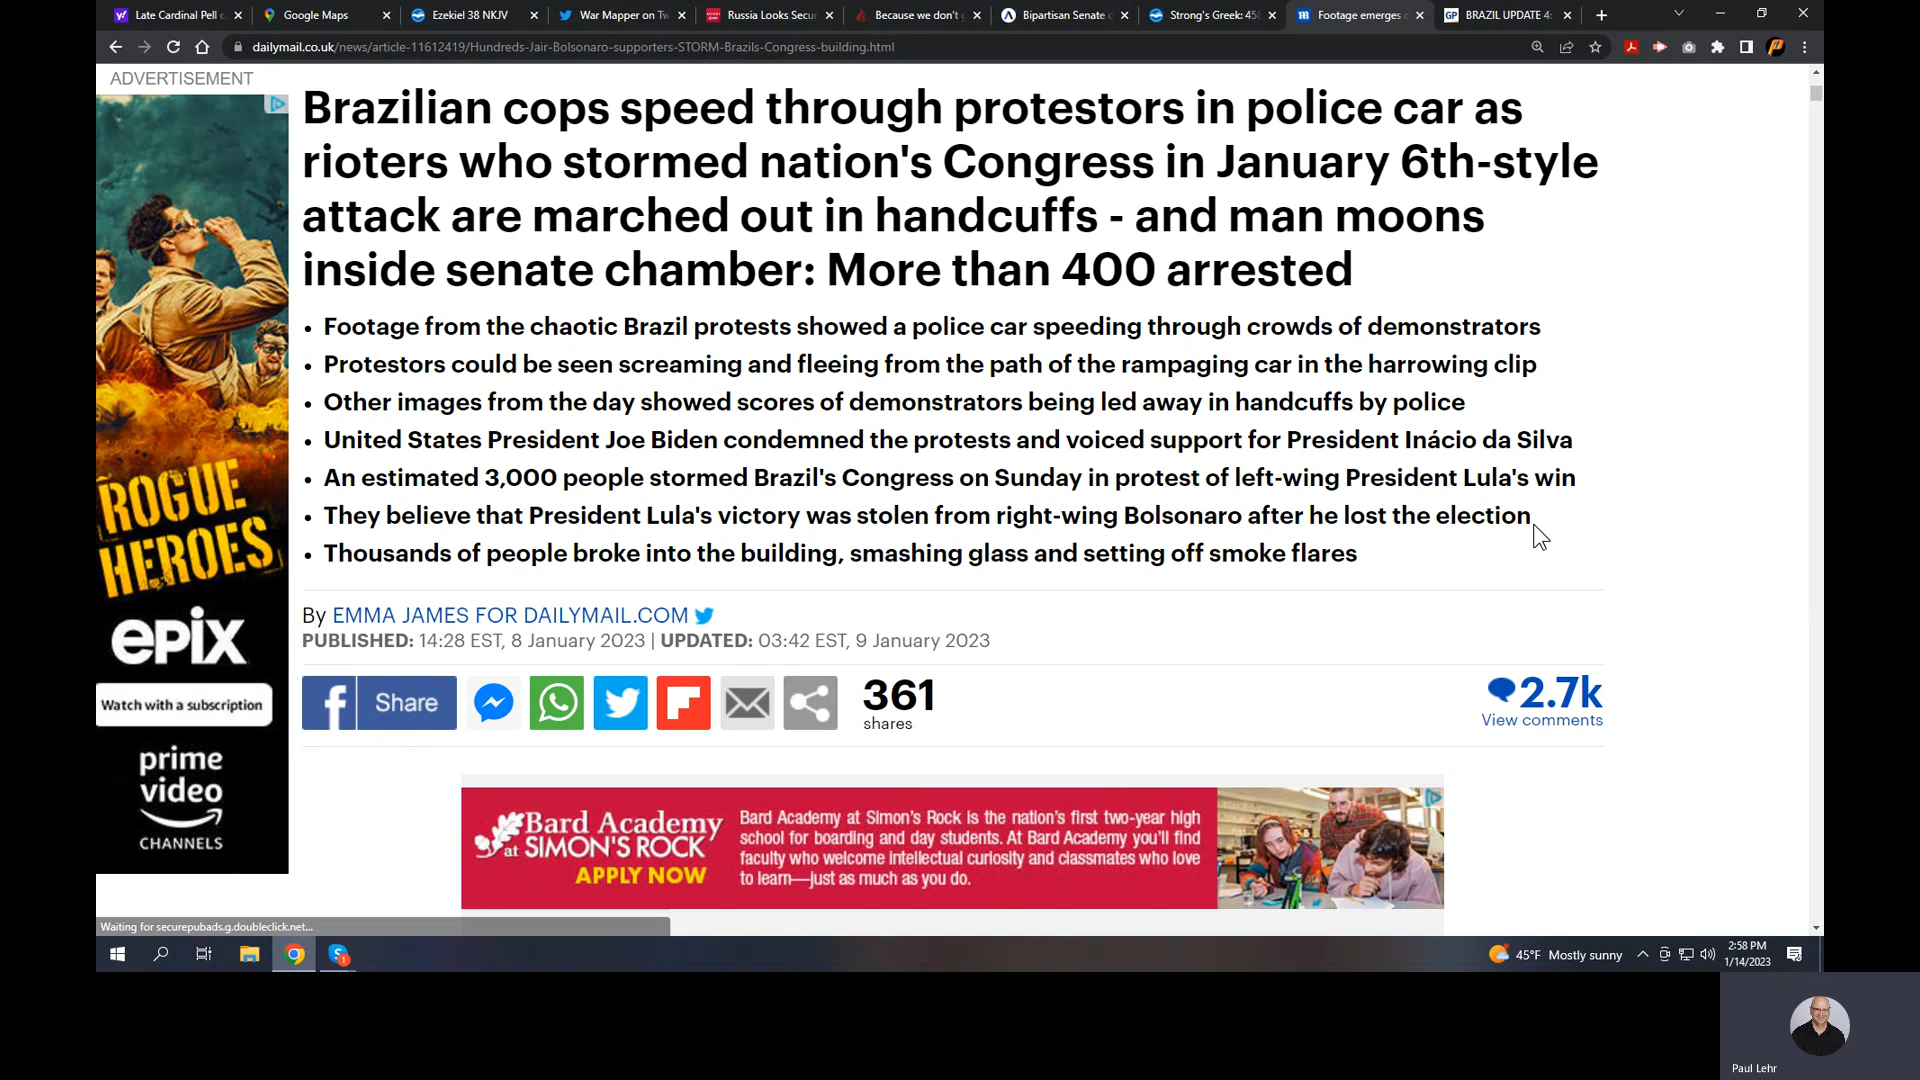 Late Cardinal Pell c
Google Maps
Ezekiel 38 NKJV
War Mapper on Tw
Russia Looks Secur
Because we don't g
Bipartisan Senate c
Strong's Greek: 45
Footage emerges c
BRAZIL UPDATE 4:
dailymail.co.uk/news/article-11612419/Hundreds-Jair-Bolsonaro-supporters-STORM-Brazils-Congress-building.html
ADVERTISEMENT
Brazilian cops speed through protestors in police car as
rioters who stormed nation's Congress in January 6th-style
attack are marched out in handcuffs - and man moons
inside senate chamber: More than 400 arrested
• Footage from the chaotic Brazil protests showed a police car speeding through crowds of demonstrators
• Protestors could be seen screaming and fleeing from the path of the rampaging car in the harrowing clip
• Other images from the day showed scores of demonstrators being led away in handcuffs by police
• United States President Joe Biden condemned the protests and voiced support for President Inácio da Silva
• An estimated 3,000 people stormed Brazil's Congress on Sunday in protest of left-wing President Lula's win
• They believe that President Lula's victory was stolen from right-wing Bolsonaro after he lost the election
• Thousands of people broke into the building, smashing glass and setting off smoke flares
By EMMA JAMES FOR DAILYMAIL.COM
PUBLISHED: 14:28 EST, 8 January 2023 | UPDATED: 03:42 EST, 9 January 2023
Share
361
shares
2.7k
View comments
ROGUE
HEROES
epix
Watch with a subscription
prime
video
CHANNELS
Bard Academy
at SIMON'S ROCK
APPLY NOW
Bard Academy at Simon's Rock is the nation's first two-year high
school for boarding and day students. At Bard Academy you'll find
faculty who welcome intellectual curiosity and classmates who love
to learn—just as much as you do.
Waiting for securepubads.g.doubleclick.net...
45°F Mostly sunny
2:58 PM
1/14/2023
Paul Lehr